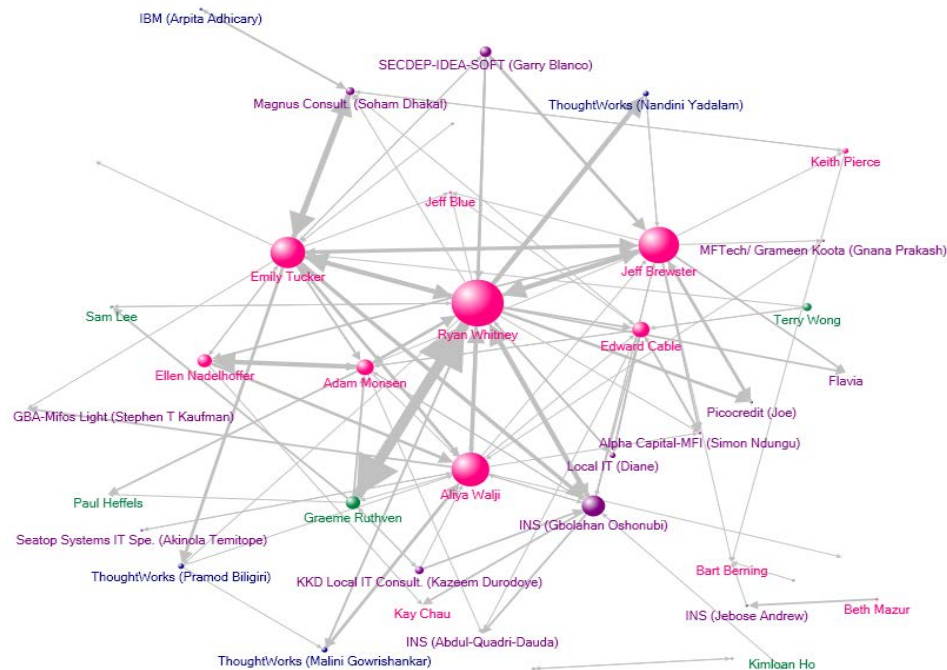 IBM (Arpita Adhicary)
SECDEP-IDEA-SOFT (Garry Blanco)
Magnus Consult. (Soham Dhakal)
ThoughtWorks (Nandini Yadalam)
Keith Pierce
Jeff Blue
MFTech/ Grameen Koota (Gnana Prakash)
Emily Tucker
Jeff Brewster
Sam Lee
Ryan Whitney
Edward Cable
Terry Wong
Ellen Nadelhoffer
Adam Monsen
Flavia
GBA-Mifos Light (Stephen T Kaufman)
Picocredit (Joe)
Alpha Capital-MFI (Simon Ndungu)
Local IT (Diane)
Paul Heffels
Graeme Ruthven
Aliya Walji
INS (Gbolahan Oshonubi)
Seatop Systems IT Spe. (Akinola Temitope)
ThoughtWorks (Pramod Biligiri)
KKD Local IT Consult. (Kazeem Durodoye)
Bart Berning
Kay Chau
INS (Jebose Andrew)
Beth Mazur
INS (Abdul-Quadri-Dauda)
ThoughtWorks (Malini Gowrishankar)
Kimloan Ho